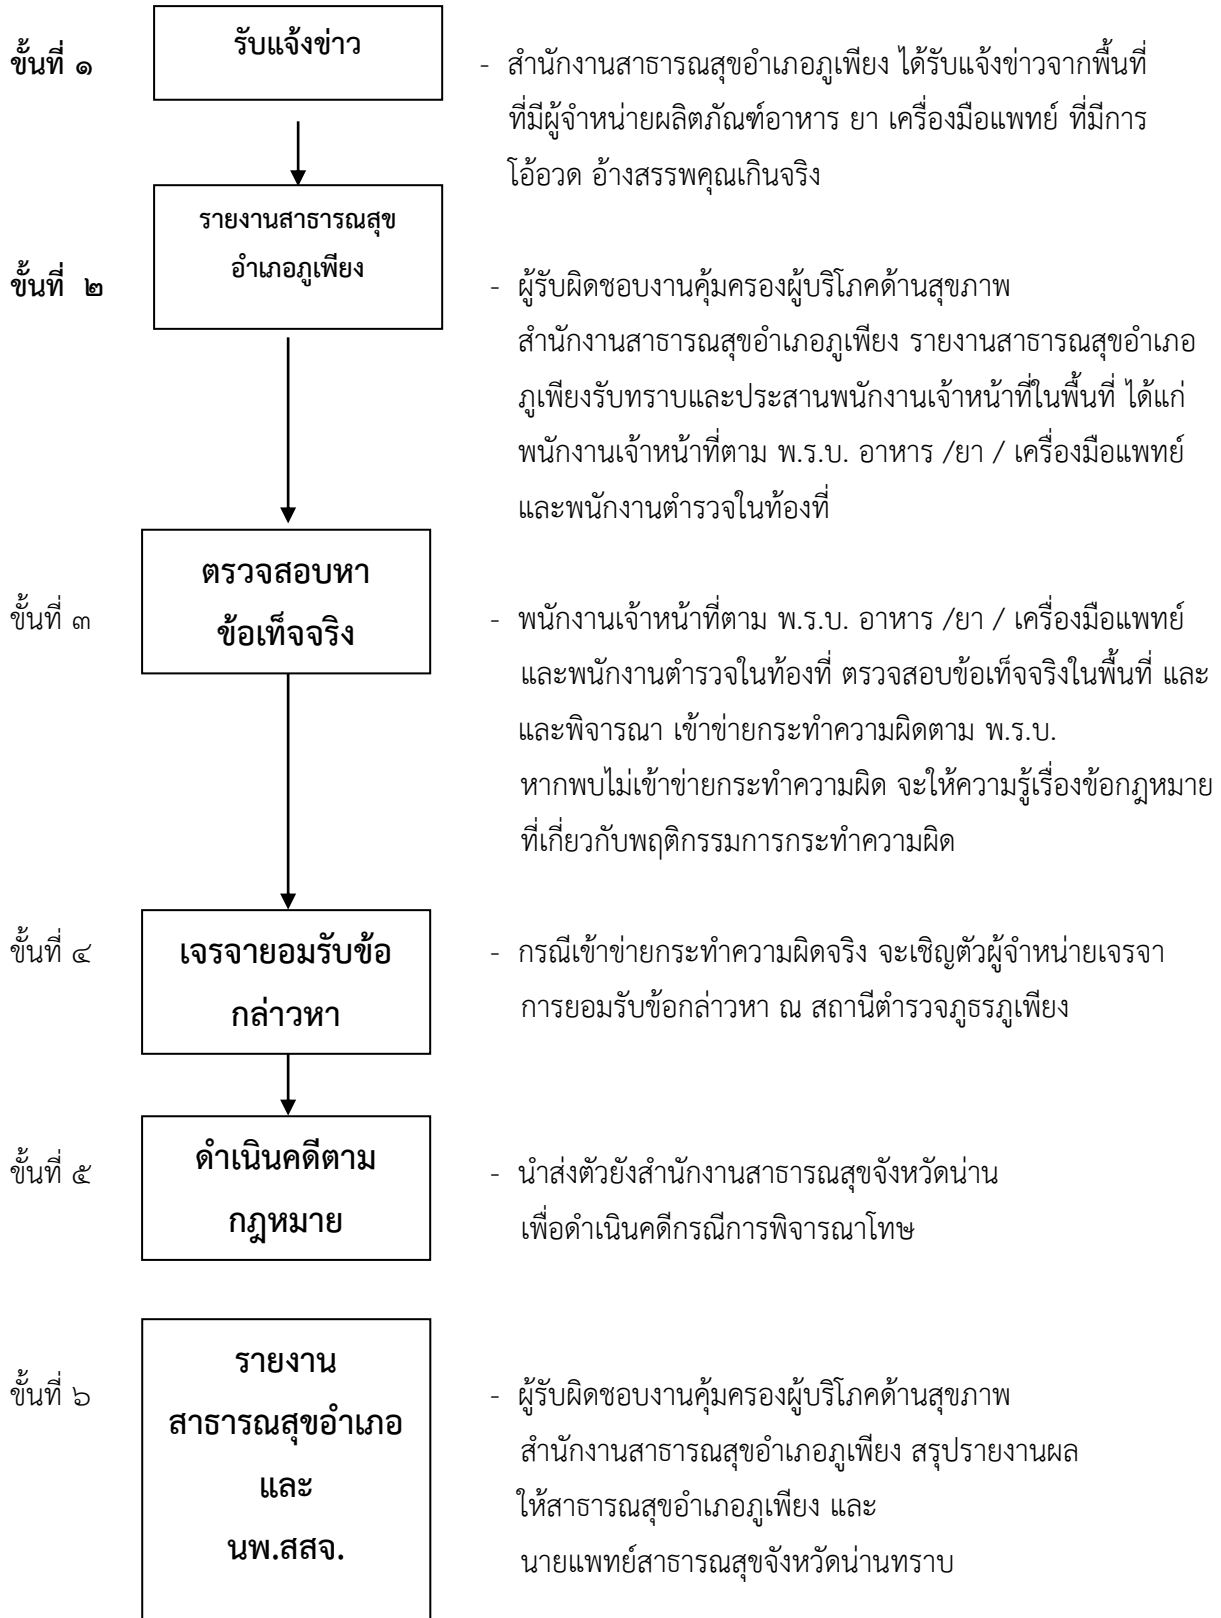 ขั้นที่ ๑
รับแจ้งข่าว
- สำนักงานสาธารณสุขอำเภอภูเพียง ได้รับแจ้งข่าวจากพื้นที่
ที่มีผู้จำหน่ายผลิตภัณฑ์อาหาร ยา เครื่องมือแพทย์ ที่มีการ
โอ้อวด อ้างสรรพคุณเกินจริง
ขั้นที่ ๒
รายงานสาธารณสุข
อำเภอภูเพียง
- ผู้รับผิดชอบงานคุ้มครองผู้บริโภคด้านสุขภาพ
สำนักงานสาธารณสุขอำเภอภูเพียง รายงานสาธารณสุขอำเภอ
ภูเพียงรับทราบและประสานพนักงานเจ้าหน้าที่ในพื้นที่ ได้แก่
พนักงานเจ้าหน้าที่ตาม พ.ร.บ. อาหาร /ยา / เครื่องมือแพทย์
และพนักงานตำรวจในท้องที่
ขั้นที่ ๓
ตรวจสอบหา
ข้อเท็จจริง
- พนักงานเจ้าหน้าที่ตาม พ.ร.บ. อาหาร /ยา / เครื่องมือแพทย์
และพนักงานตำรวจในท้องที่ ตรวจสอบข้อเท็จจริงในพื้นที่ และ
และพิจารณา เข้าข่ายกระทำความผิดตาม พ.ร.บ.
หากพบไม่เข้าข่ายกระทำความผิด จะให้ความรู้เรื่องข้อกฎหมาย
ที่เกี่ยวกับพฤติกรรมการกระทำความผิด
ขั้นที่ ๔
เจรจายอมรับข้อ
กล่าวหา
- กรณีเข้าข่ายกระทำความผิดจริง จะเชิญตัวผู้จำหน่ายเจรจา
การยอมรับข้อกล่าวหา ณ สถานีตำรวจภูธรภูเพียง
ขั้นที่ ๕
ดำเนินคดีตาม
กฎหมาย
- นำส่งตัวยังสำนักงานสาธารณสุขจังหวัดน่าน
เพื่อดำเนินคดีกรณีการพิจารณาโทษ
ขั้นที่ ๖
รายงาน
สาธารณสุขอำเภอ
และ
นพ.สสจ.
- ผู้รับผิดชอบงานคุ้มครองผู้บริโภคด้านสุขภาพ
สำนักงานสาธารณสุขอำเภอภูเพียง สรุปรายงานผล
ให้สาธารณสุขอำเภอภูเพียง และ
นายแพทย์สาธารณสุขจังหวัดน่านทราบ